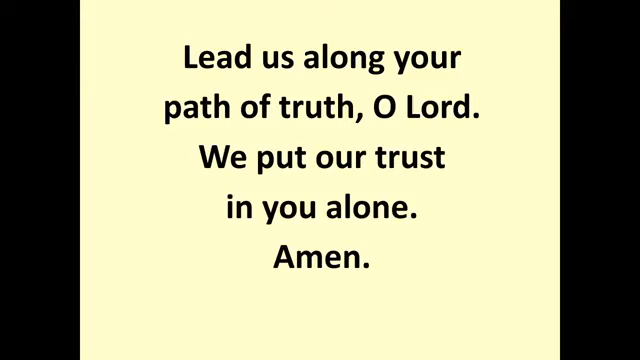 Lead us along your
path of truth, O Lord.
We put our trust
in you alone.
Amen.